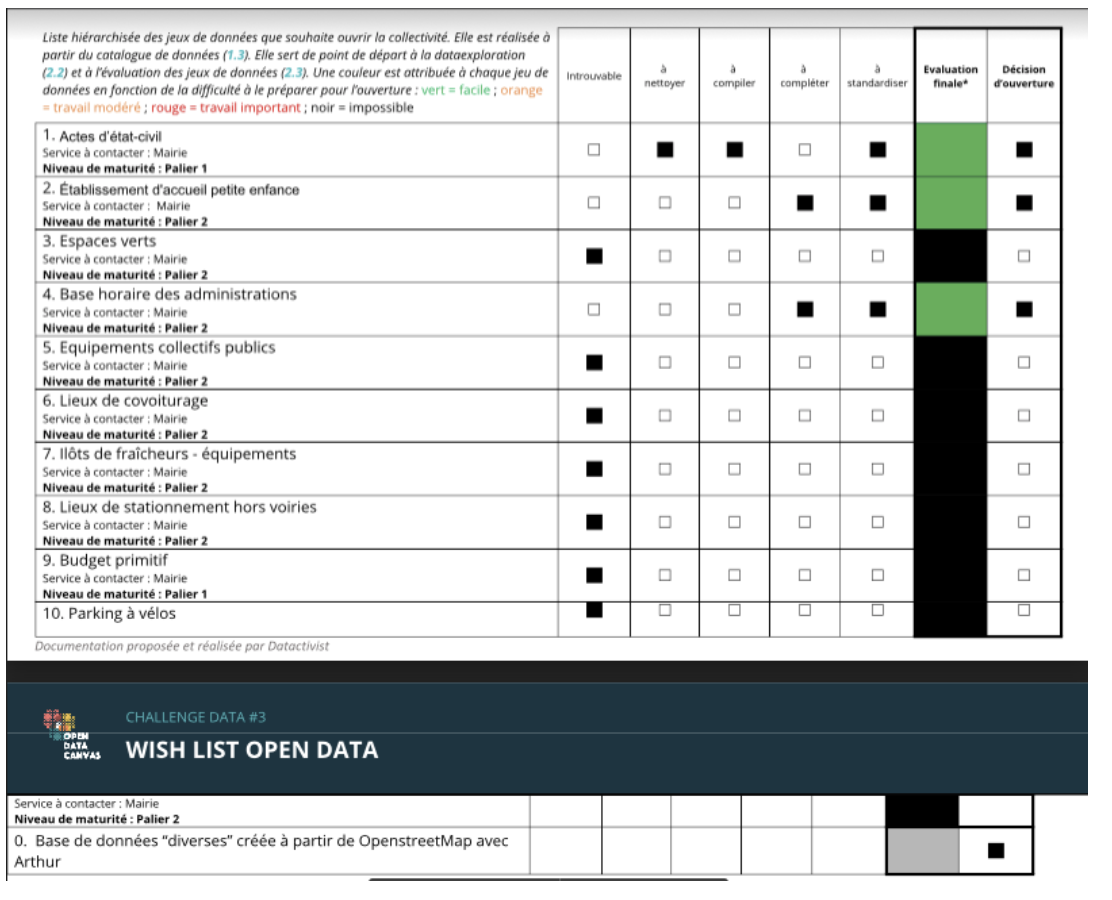 Liste hiérarchisée des jeux de données que souhaite ouvrir la collectivité. Elle est réalisée à
partir du catalogue de données (1.3). Elle sert de point de départ à la dataexploration
(2.2) et à l'évaluation des jeux de données (2.3). Une couleur est attribuée à chaque jeu de
données en fonction de la difficulté à le préparer pour l'ouverture : vert = facile ; orange
= travail modéré ; rouge = travail important ; noir = impossible
Introuvable
à
nettoyer
à
compiler
à
compléter
à
standardiser
Evaluation
finale*
Décision
d'ouverture
1. Actes d'état-civil
Service à contacter : Mairie
Niveau de maturité : Palier 1
2. Établissement d'accueil petite enfance
Service à contacter : Mairie
Niveau de maturité : Palier 2
3. Espaces verts
Service à contacter : Mairie
Niveau de maturité : Palier 2
4. Base horaire des administrations
Service à contacter : Mairie
Niveau de maturité : Palier 2
5. Equipements collectifs publics
Service à contacter : Mairie
Niveau de maturité : Palier 2
6. Lieux de covoiturage
Service à contacter : Mairie
Niveau de maturité : Palier 2
7. Ilôts de fraîcheurs - équipements
Service à contacter : Mairie
Niveau de maturité : Palier 2
8. Lieux de stationnement hors voiries
Service à contacter : Mairie
Niveau de maturité : Palier 2
9. Budget primitif
Service à contacter : Mairie
Niveau de maturité : Palier 1
10. Parking à vélos
Documentation proposée et réalisée par Datactivist
OPEN
DATA
CANVAS
CHALLENGE DATA #3
WISH LIST OPEN DATA
Service à contacter : Mairie
Niveau de maturité : Palier 2
0. Base de données “diverses” créée à partir de OpenstreetMap avec
Arthur